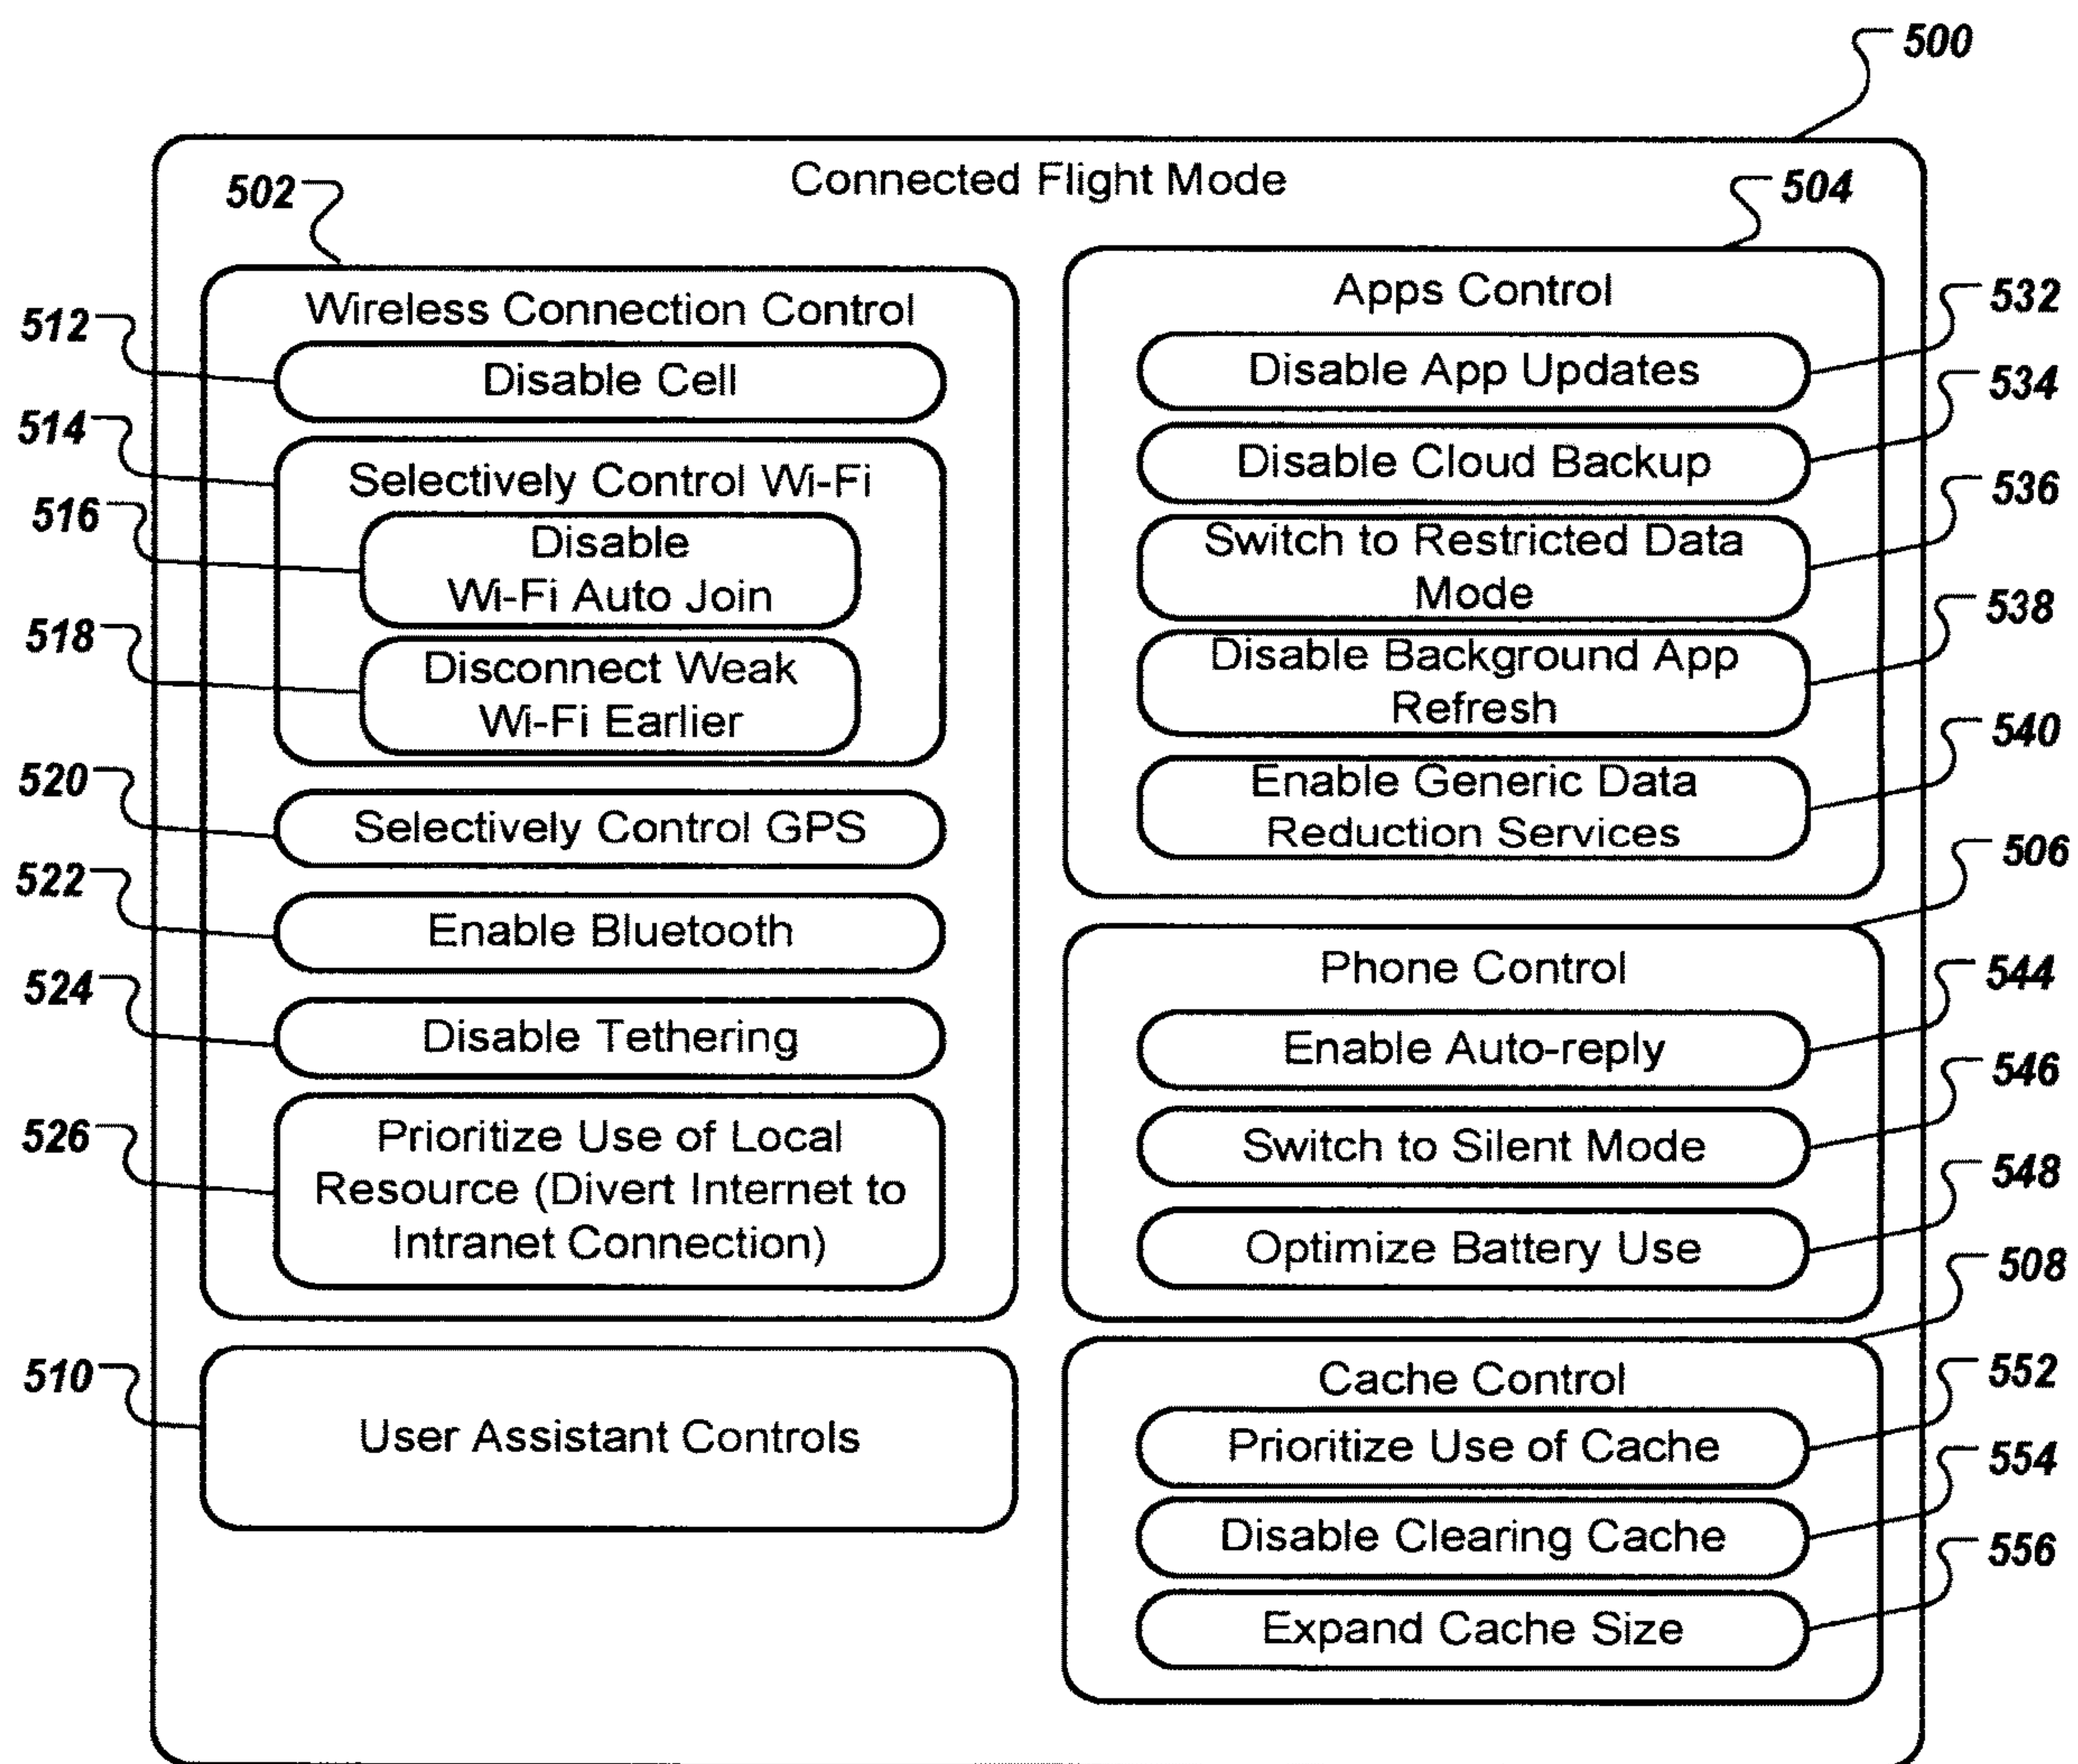 500
Connected Flight Mode
502
504
Wireless Connection Control
512
Disable Cell
514
Selectively Control Wi-Fi
516
Disable
Wi-Fi Auto Join
518
Disconnect Weak
Wi-Fi Earlier
520
Selectively Control GPS
522
Enable Bluetooth
524
Disable Tethering
526
Prioritize Use of Local
Resource (Divert Internet to
Intranet Connection)
510
User Assistant Controls
Apps Control
532
Disable App Updates
534
Disable Cloud Backup
536
Switch to Restricted Data
Mode
538
Disable Background App
Refresh
540
Enable Generic Data
Reduction Services
506
Phone Control
544
Enable Auto-reply
546
Switch to Silent Mode
548
Optimize Battery Use
508
Cache Control
552
Prioritize Use of Cache
554
Disable Clearing Cache
556
Expand Cache Size